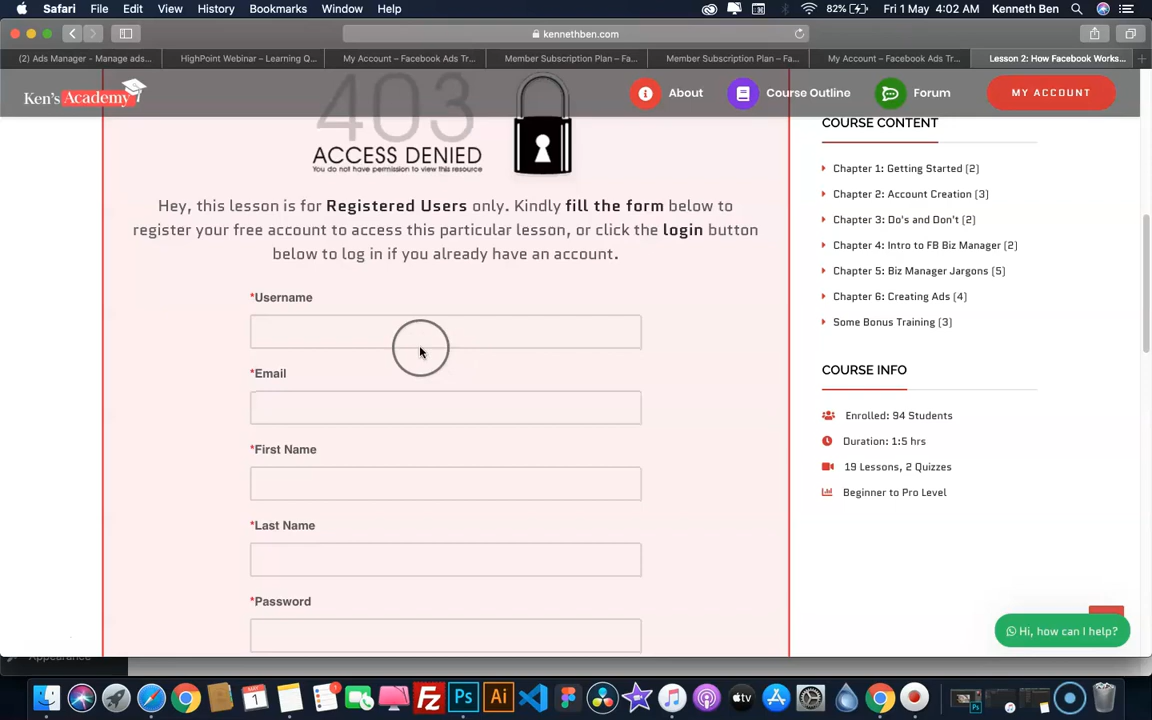 Safari File Edit View History Bookmarks Window Help 82% Fri 1 May 4:02 AM Kenneth Ben
kennethben.com
(2) Ads Manager - Manage ads... HighPoint Webinar – Learning Q... My Account – Facebook Ads Tr... Member Subscription Plan – Fa... Member Subscription Plan – Fa... My Account – Facebook Ads Tr... Lesson 2: How Facebook Works...
Ken's Academy About Course Outline Forum MY ACCOUNT
403
ACCESS DENIED
You do not have permission to view this resource
Hey, this lesson is for Registered Users only. Kindly fill the form below to
register your free account to access this particular lesson, or click the login button
below to log in if you already have an account.
*Username
*Email
*First Name
*Last Name
*Password
COURSE CONTENT
Chapter 1: Getting Started (2)
Chapter 2: Account Creation (3)
Chapter 3: Do's and Don't (2)
Chapter 4: Intro to FB Biz Manager (2)
Chapter 5: Biz Manager Jargons (5)
Chapter 6: Creating Ads (4)
Some Bonus Training (3)
COURSE INFO
Enrolled: 94 Students
Duration: 1:5 hrs
19 Lessons, 2 Quizzes
Beginner to Pro Level
Hi, how can I help?
Appearance
Fz Ps Ai tv